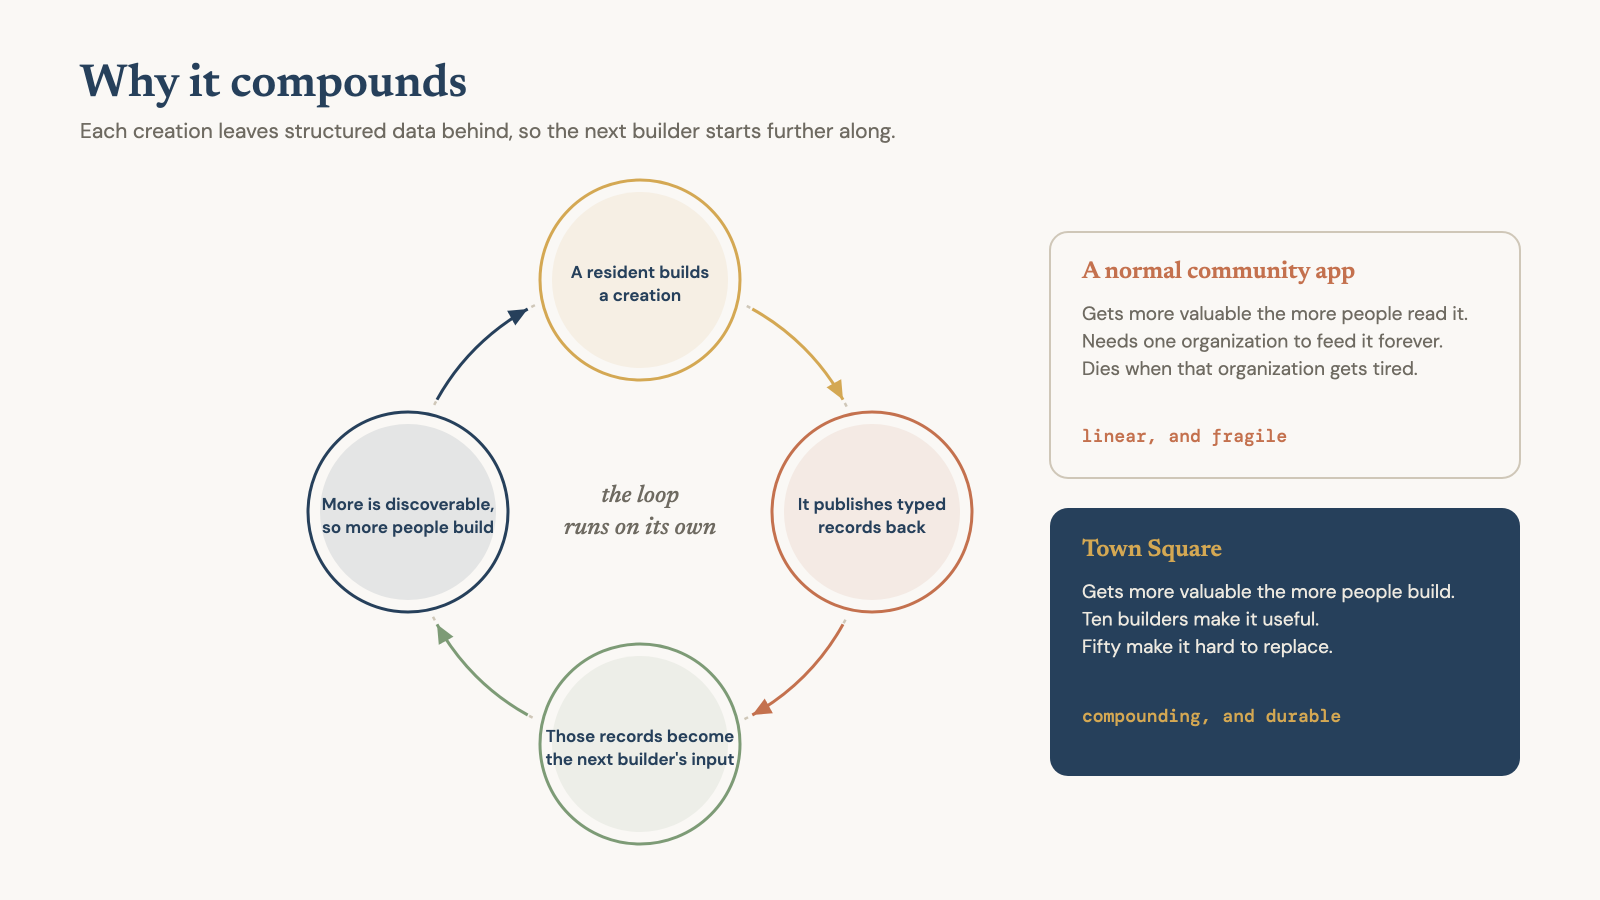 Why it compounds
Each creation leaves structured data behind, so the next builder starts further along.
A resident builds
a creation
It publishes typed
records back
Those records become
the next builder's input
More is discoverable,
so more people build
the loop
runs on its own
A normal community app
Gets more valuable the more people read it.
Needs one organization to feed it forever.
Dies when that organization gets tired.
linear, and fragile
Town Square
Gets more valuable the more people build.
Ten builders make it useful.
Fifty make it hard to replace.
compounding, and durable